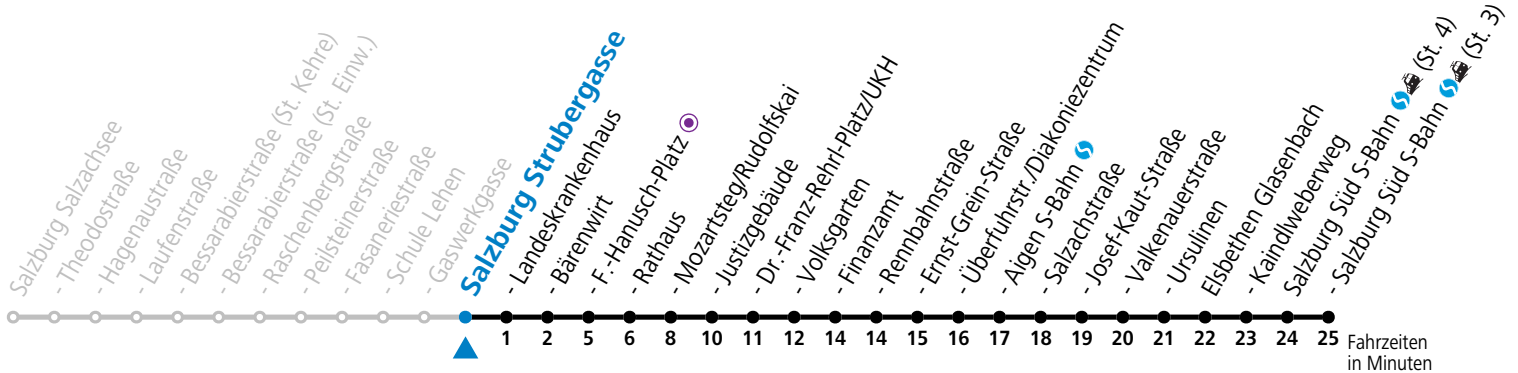 Salzburg Salzachsee
- Theodostraße
- Hagenaustraße
- Laufenstraße
- Bessarabierstraße (St. Kehre)
- Bessarabierstraße (St. Einw.)
- Raschenbergstraße
- Peilsteinerstraße
- Fasaneriestraße
- Schule Lehen
- Gaswerkgasse
Salzburg Strubergasse
- Landeskrankenhaus
- Bärenwirt
- F.-Hanusch-Platz
- Rathaus
- Mozartsteg/Rudolfskai
- Justizgebäude
- Dr.-Franz-Rehrl-Platz/UKH
- Volksgarten
- Finanzamt
- Rennbahnstraße
- Ernst-Grein-Straße
- Überfuhrstr./Diakoniezentrum
- Aigen S-Bahn
- Salzachstraße
- Josef-Kaut-Straße
- Valkenauerstraße
- Ursulinen
Elsbethen Glasenbach
- Kaindlweberweg
Salzburg Süd S-Bahn (St. 4)
- Salzburg Süd S-Bahn (St. 3)
1 2 5 6 8 10 11 12 14 14 15 16 17 18 19 20 21 22 23 24 25 Fahrzeiten
in Minuten